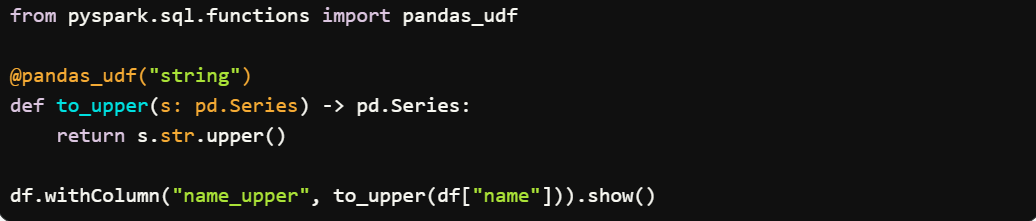 from pyspark.sql.functions import pandas_udf

@pandas_udf("string")
def to_upper(s: pd.Series) -> pd.Series:
    return s.str.upper()

df.withColumn("name_upper", to_upper(df["name"])).show()